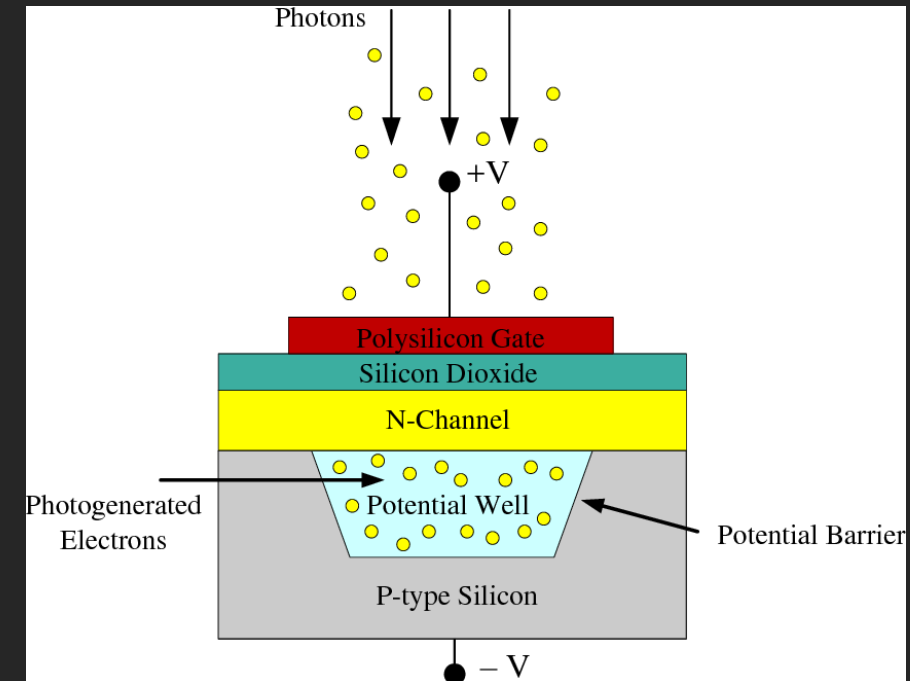 Photons
+V
Polysilicon Gate
Silicon Dioxide
N-Channel
Photogenerated
Electrons
Potential Well
Potential Barrier
P-type Silicon
– V